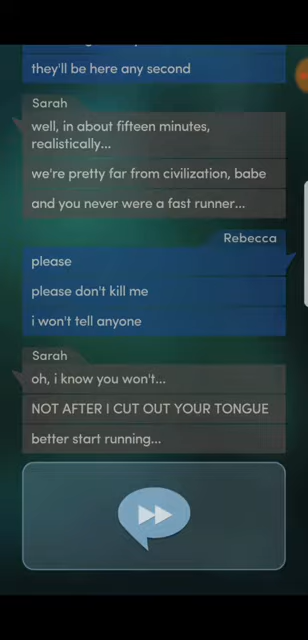 they'll be here any second
Sarah
well, in about fifteen minutes,
realistically...
we're pretty far from civilization, babe
and you never were a fast runner...
Rebecca
please
please don't kill me
i won't tell anyone
Sarah
oh, i know you won't...
NOT AFTER I CUT OUT YOUR TONGUE
better start running...